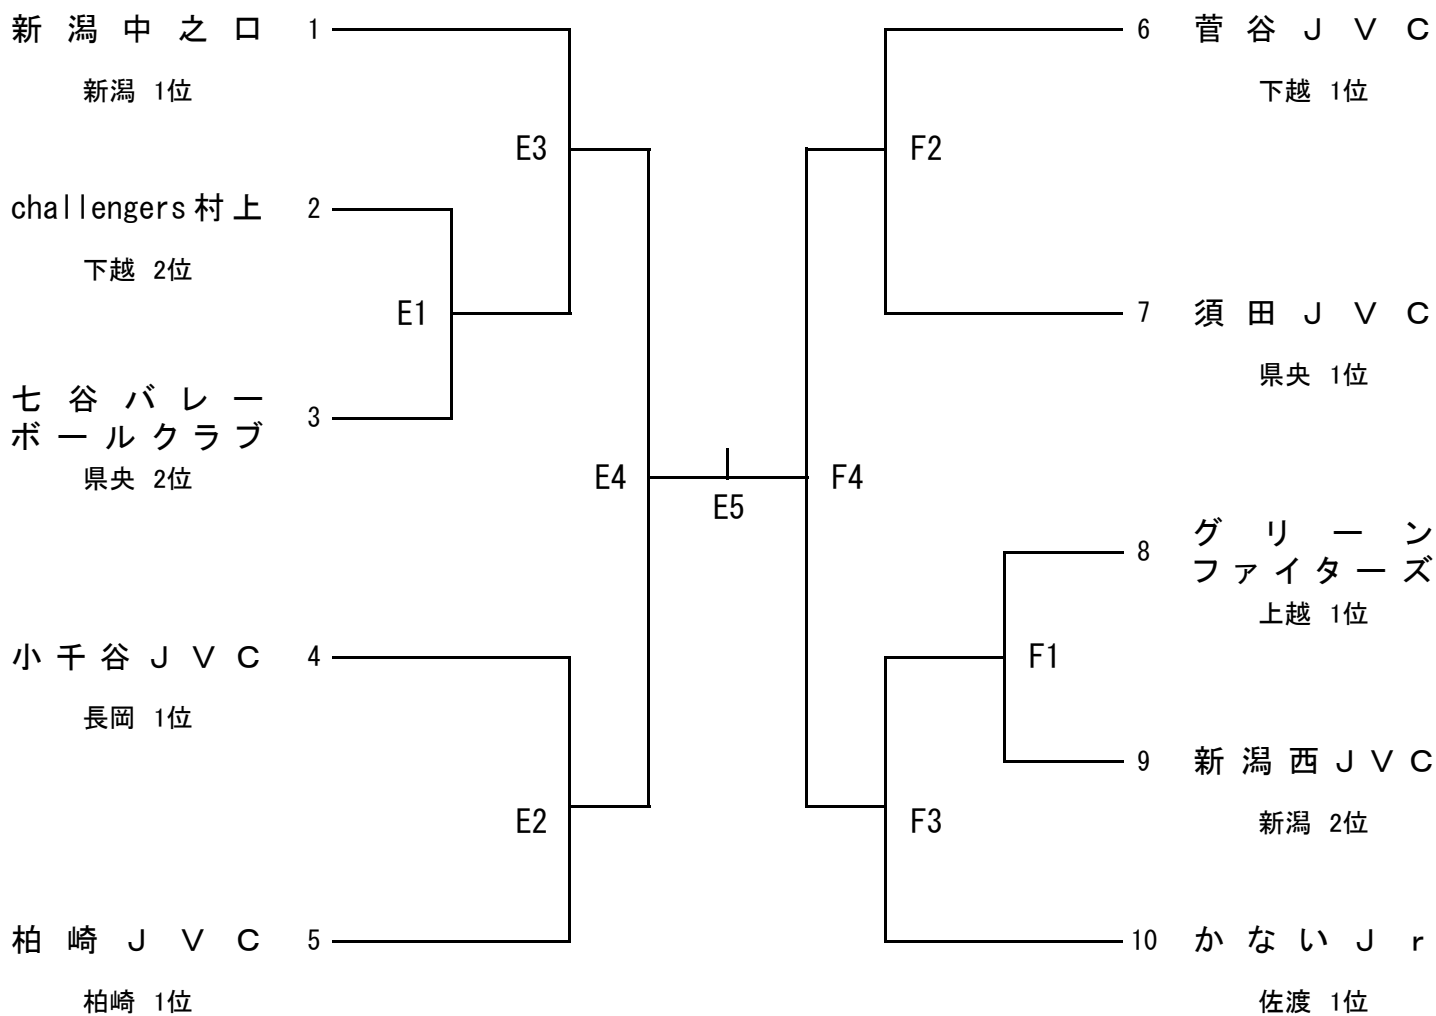 新潟中之口 1
新潟 1位
challengers村上 2
下越 2位
七谷バレー
ボールクラブ 3
県央 2位
小千谷JVC 4
長岡 1位
柏崎JVC 5
柏崎 1位
E3
E1
E4
E2
E5
F2
F4
F1
F3
6 菅谷JVC
下越 1位
7 須田JVC
県央 1位
8 グリーン
ファイターズ
上越 1位
9 新潟西JVC
新潟 2位
10 かないJr
佐渡 1位